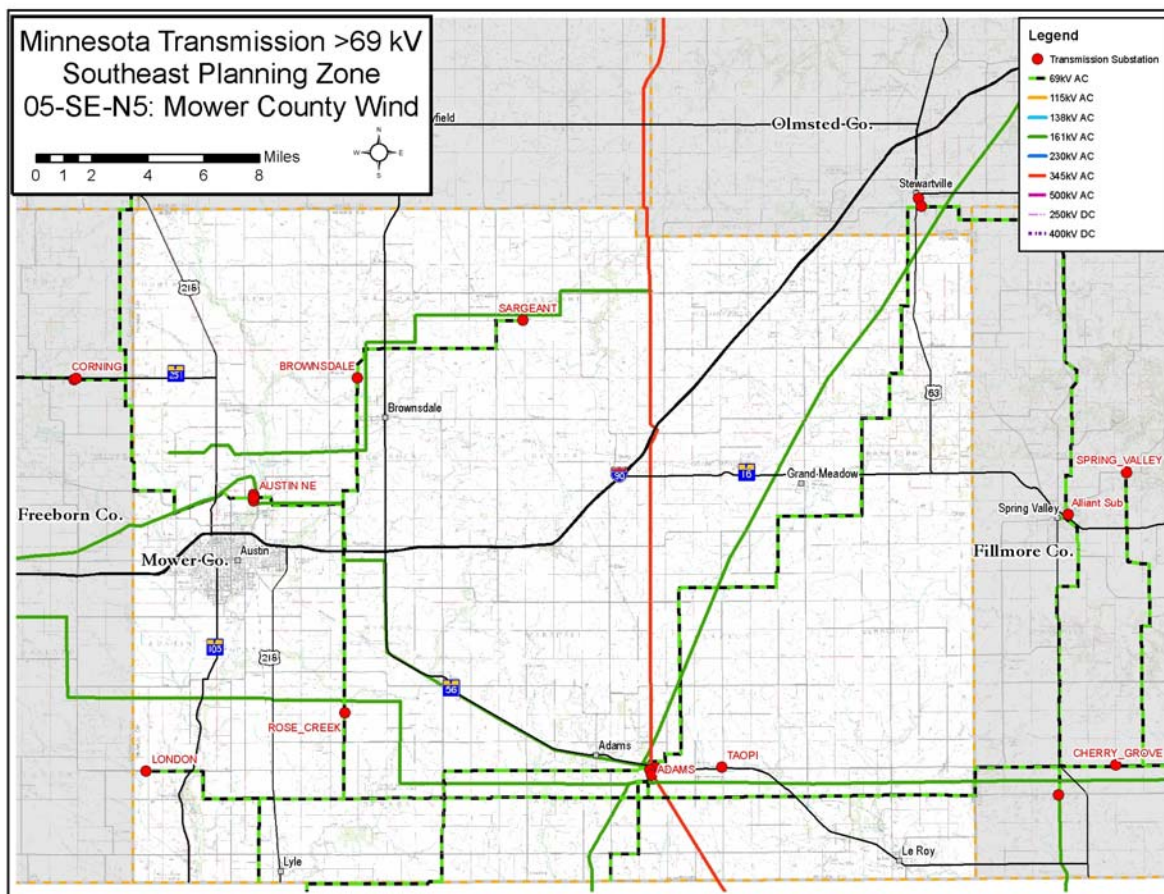 Minnesota Transmission >69 kV
Southeast Planning Zone
05-SE-N5: Mower County Wind
N
W E
S
Miles
0 1 2 4 6 8
Legend
Transmission Substation
69kV AC
115kV AC
138kV AC
161kV AC
230kV AC
345kV AC
500kV AC
250kV DC
400kV DC
Olmsted Co.
Stewartville
218
SARGEANT
CORNING
251
BROWNSDALE
Brownsdale
63
90
16
Grand Meadow
SPRING_VALLEY
AUSTIN NE
Alliant Sub
Spring Valley
Freeborn Co.
Austin
Mower Co.
Fillmore Co.
105
218
56
ROSE_CREEK
Adams
LONDON
ADAMS
TAOPI
CHERRY_GROVE
Lyle
Le Roy